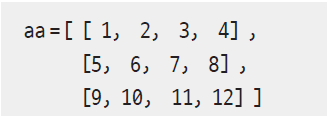 aa=[ [ 1, 2, 3, 4] ,
[5, 6, 7, 8] ,
[9, 10, 11, 12] ]